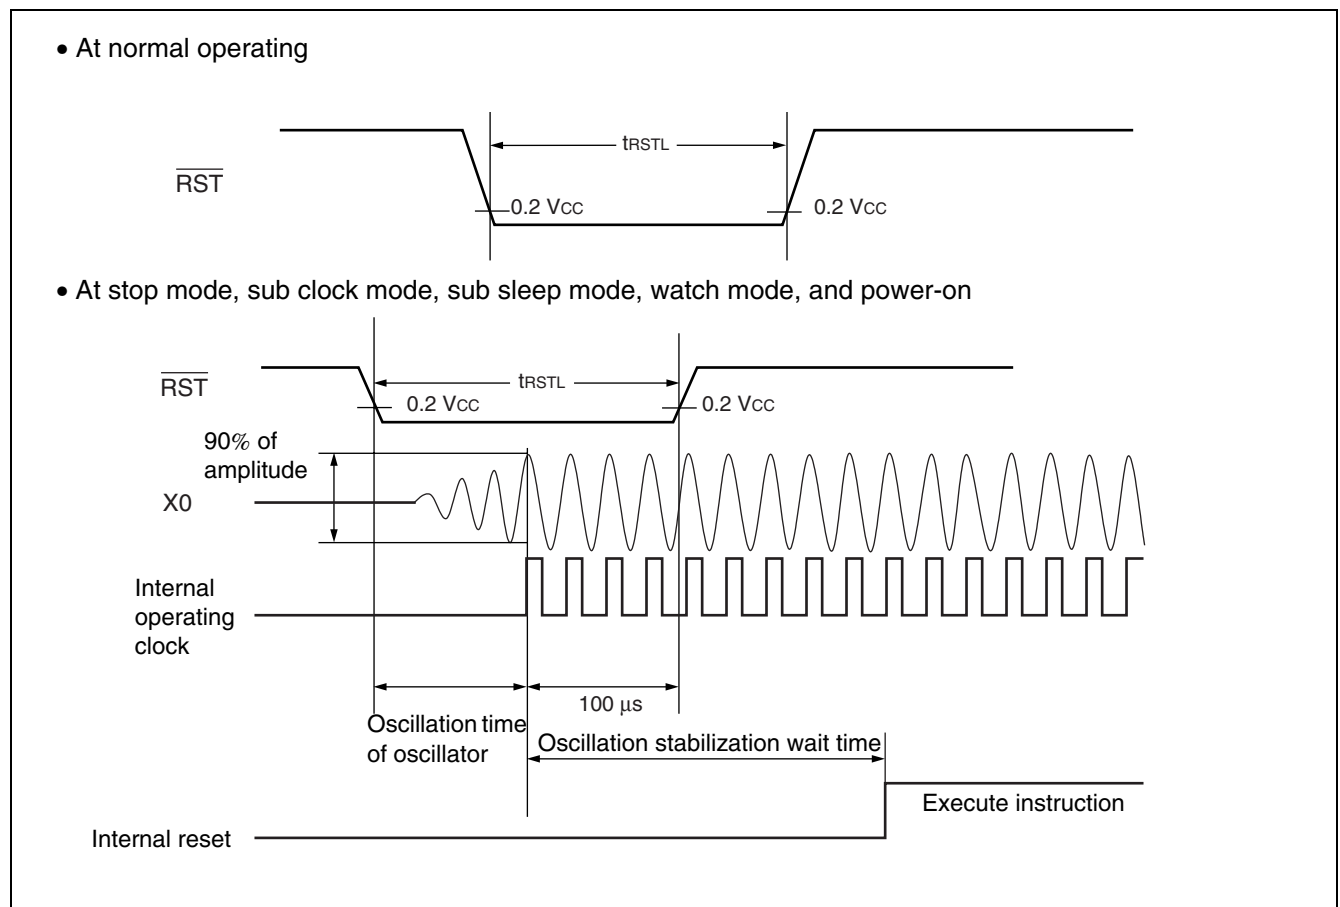 • At normal operating
tRSTL
RST
0.2 VCC
0.2 VCC
• At stop mode, sub clock mode, sub sleep mode, watch mode, and power-on
RST
tRSTL
0.2 VCC
0.2 VCC
90% of
amplitude
X0
Internal
operating
clock
100 μs
Oscillation time
of oscillator
Oscillation stabilization wait time
Execute instruction
Internal reset